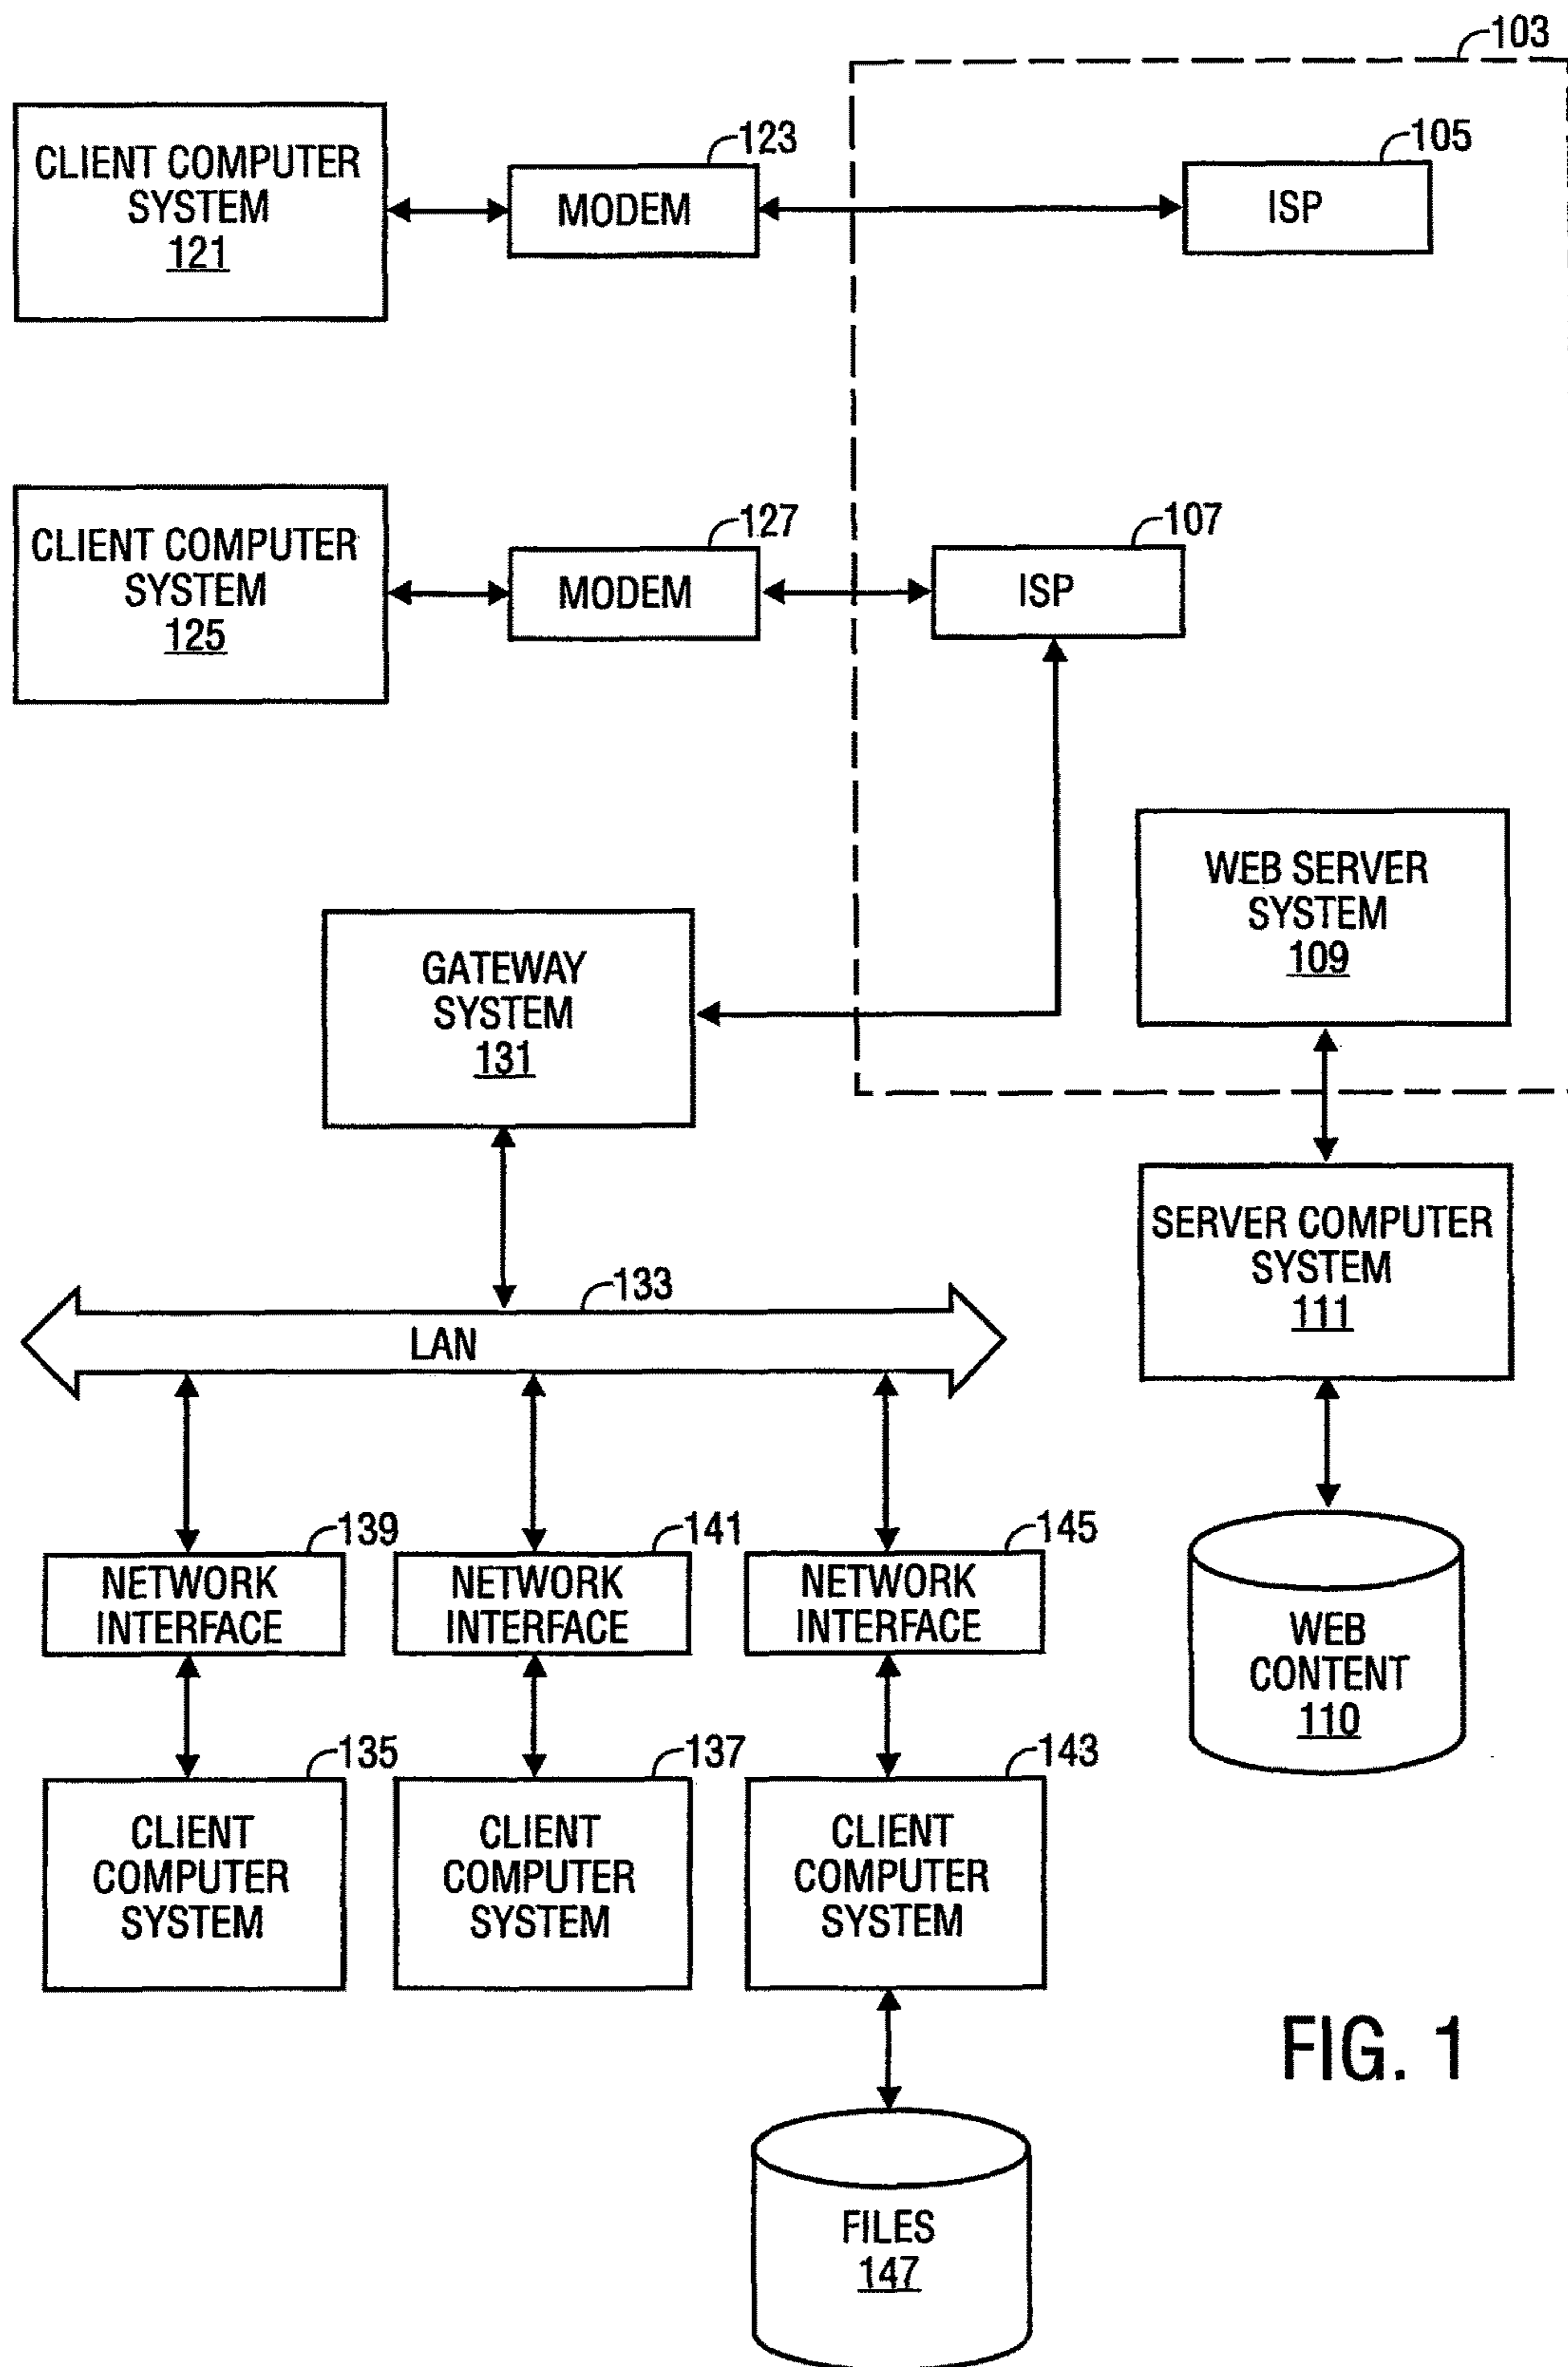 103
CLIENT COMPUTER
SYSTEM
121
123
MODEM
105
ISP
CLIENT COMPUTER
SYSTEM
125
127
MODEM
107
ISP
WEB SERVER
SYSTEM
109
GATEWAY
SYSTEM
131
SERVER COMPUTER
SYSTEM
111
133
LAN
139
NETWORK
INTERFACE
141
NETWORK
INTERFACE
145
NETWORK
INTERFACE
WEB
CONTENT
110
135
CLIENT
COMPUTER
SYSTEM
137
CLIENT
COMPUTER
SYSTEM
143
CLIENT
COMPUTER
SYSTEM
FIG. 1
FILES
147